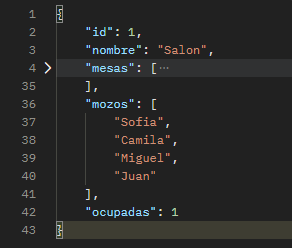 1 {
2 "id": 1,
3 "nombre": "Salon",
4 "mesas": [ ...
35 ],
36 "mozos": [
37 "Sofia",
38 "Camila",
39 "Miguel",
40 "Juan"
41 ],
42 "ocupadas": 1
43 }